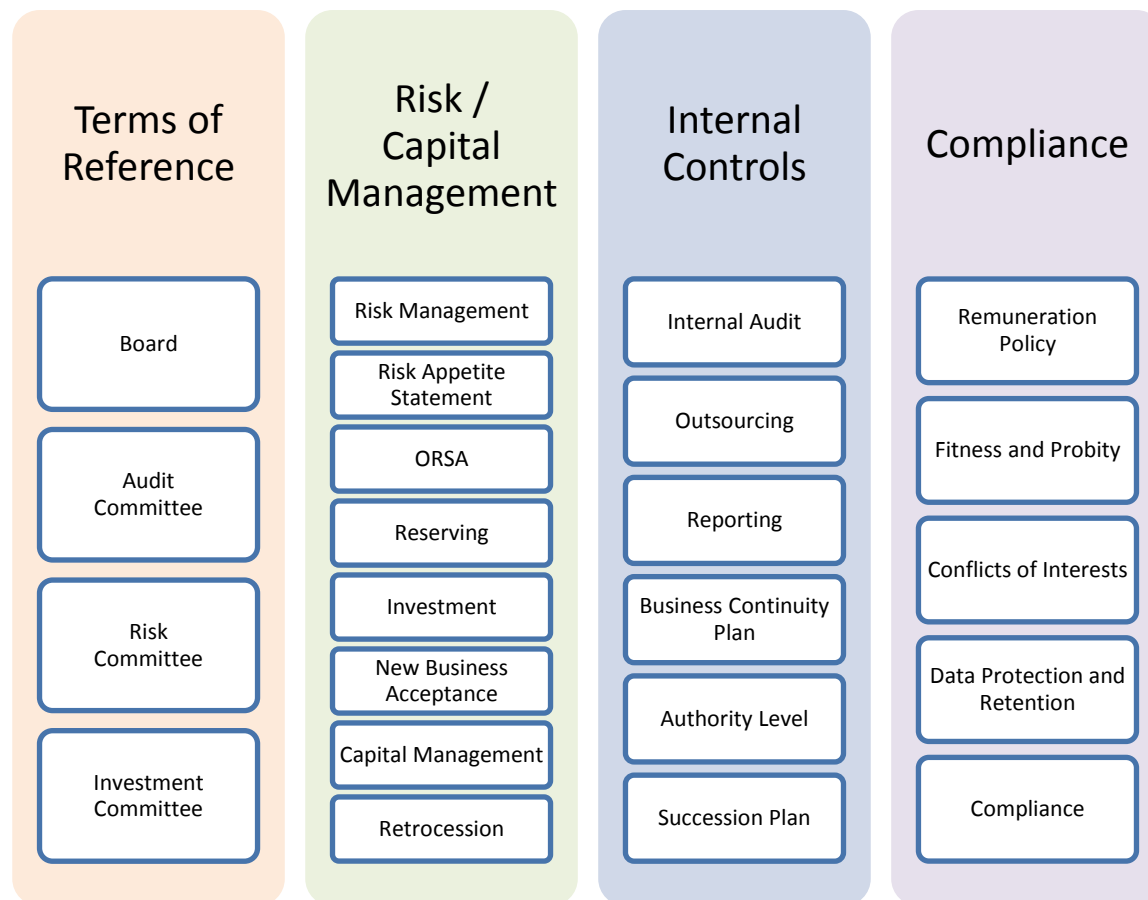 Terms of
Reference
Board
Audit
Committee
Risk
Committee
Investment
Committee
Risk /
Capital
Management
Risk Management
Risk Appetite
Statement
ORSA
Reserving
Investment
New Business
Acceptance
Capital Management
Retrocession
Internal
Controls
Internal Audit
Outsourcing
Reporting
Business Continuity
Plan
Authority Level
Succession Plan
Compliance
Remuneration
Policy
Fitness and Probity
Conflicts of Interests
Data Protection and
Retention
Compliance